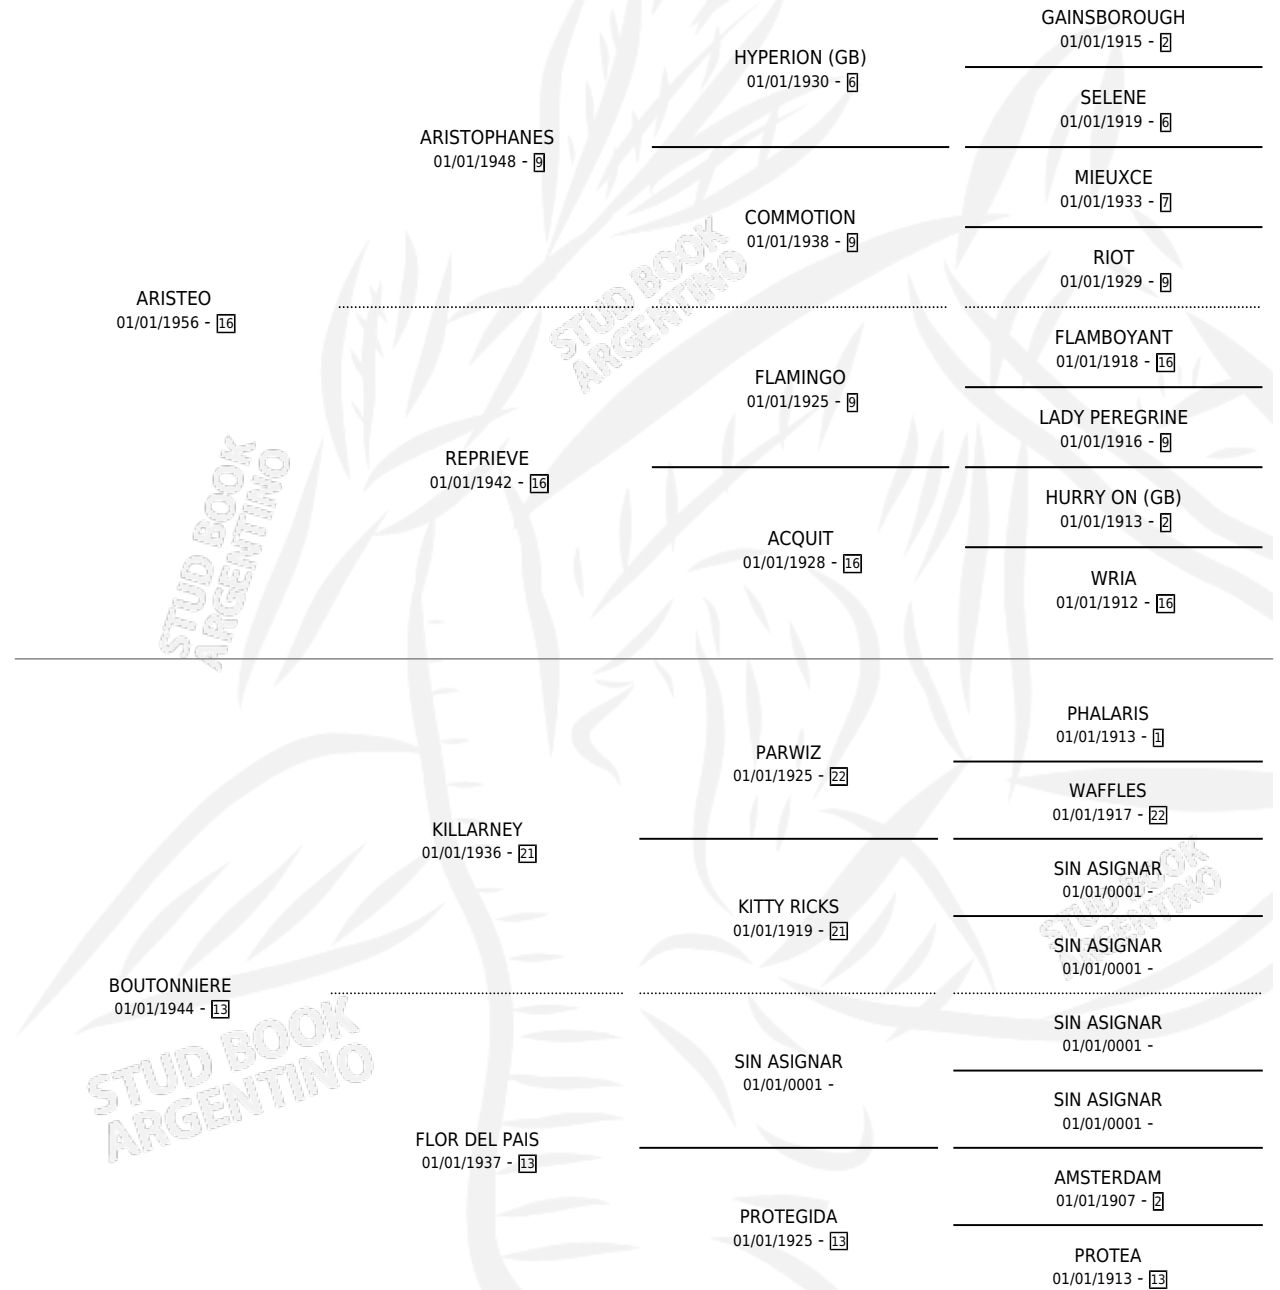 GAINSBOROUGH
01/01/1915 - 2
HYPERION (GB)
01/01/1930 - 6
SELENE
01/01/1919 - 6
ARISTOPHANES
01/01/1948 - 9
MIEUXCE
01/01/1933 - 7
COMMOTION
01/01/1938 - 9
RIOT
01/01/1929 - 9
ARISTEO
01/01/1956 - 16
FLAMBOYANT
01/01/1918 - 16
FLAMINGO
01/01/1925 - 9
LADY PEREGRINE
01/01/1916 - 9
REPRIEVE
01/01/1942 - 16
HURRY ON (GB)
01/01/1913 - 2
ACQUIT
01/01/1928 - 16
WRIA
01/01/1912 - 16
PHALARIS
01/01/1913 - 1
PARWIZ
01/01/1925 - 22
WAFFLES
01/01/1917 - 22
KILLARNEY
01/01/1936 - 21
SIN ASIGNAR
01/01/0001 -
KITTY RICKS
01/01/1919 - 21
SIN ASIGNAR
01/01/0001 -
BOUTONNIERE
01/01/1944 - 13
SIN ASIGNAR
01/01/0001 -
SIN ASIGNAR
01/01/0001 -
SIN ASIGNAR
01/01/0001 -
FLOR DEL PAIS
01/01/1937 - 13
AMSTERDAM
01/01/1907 - 2
PROTEGIDA
01/01/1925 - 13
PROTEA
01/01/1913 - 13
STUD BOOK
ARGENTINO
STUD BOOK
ARGENTINO
STUD BOOK
ARGENTINO
STUD BOOK
ARGENTINO